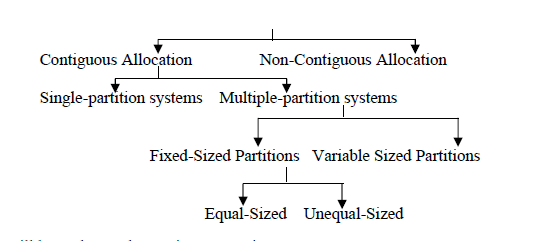 Contiguous Allocation Non-Contiguous Allocation
Single-partition systems Multiple-partition systems
Fixed-Sized Partitions Variable Sized Partitions
Equal-Sized Unequal-Sized